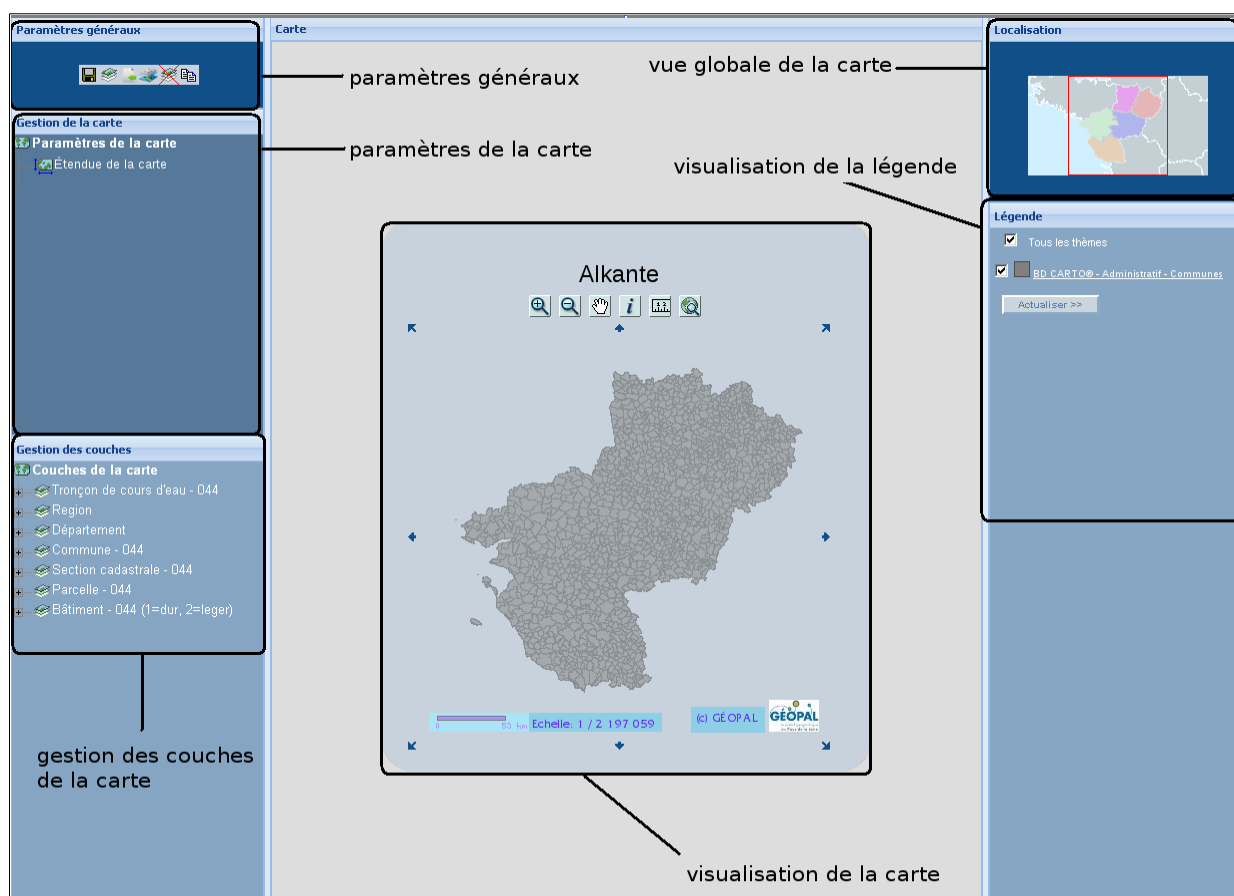 Paramètres généraux
paramètres généraux
Gestion de la carte
Paramètres de la carte
Étendue de la carte
paramètres de la carte
Gestion des couches
Couches de la carte
Tronçon de cours d'eau - 044
Region
Département
Commune - 044
Section cadastrale - 044
Parcelle - 044
Bâtiment - 044 (1=dur, 2=leger)
gestion des couches
de la carte
Carte
Alkante
0 53 km
Echelle: 1 / 2 197 059
(c) GÉOPAL
GÉOPAL
visualisation de la carte
Localisation
vue globale de la carte
visualisation de la légende
Légende
Tous les thèmes
BD CARTO® - Administratif - Communes
Actualiser >>